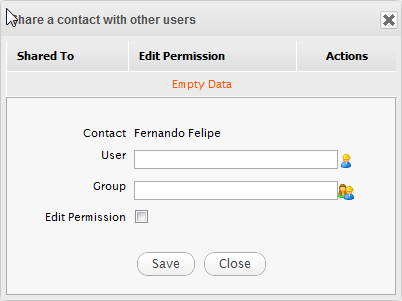 Share a contact with other users
Shared To Edit Permission Actions
Empty Data
Contact Fernando Felipe
User
Group
Edit Permission
Save Close